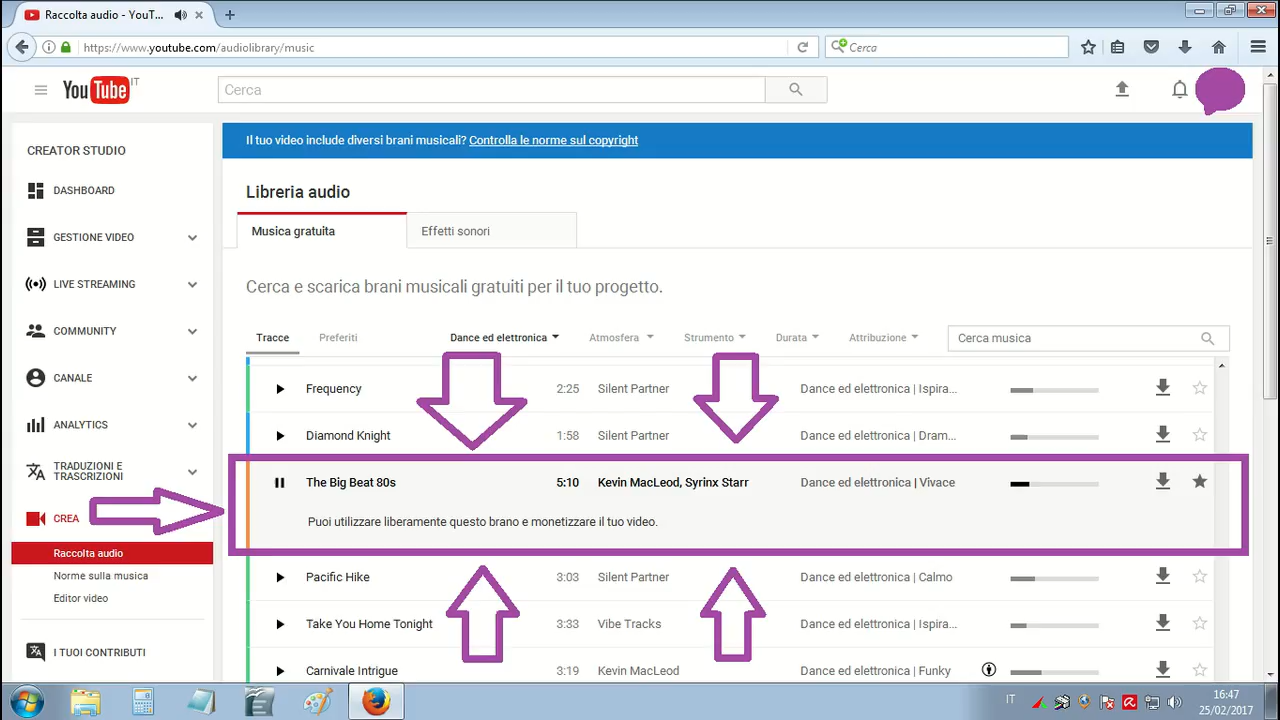 Raccolta audio - YouT...
https://www.youtube.com/audiolibrary/music
Cerca
YouTube IT
Cerca
CREATOR STUDIO
DASHBOARD
GESTIONE VIDEO
LIVE STREAMING
COMMUNITY
CANALE
ANALYTICS
TRADUZIONI E
TRASCRIZIONI
CREA
Raccolta audio
Norme sulla musica
Editor video
I TUOI CONTRIBUTI
Il tuo video include diversi brani musicali? Controlla le norme sul copyright
Libreria audio
Musica gratuita Effetti sonori
Cerca e scarica brani musicali gratuiti per il tuo progetto.
Tracce Preferiti Dance ed elettronica Atmosfera Strumento Durata Attribuzione Cerca musica
Frequency 2:25 Silent Partner Dance ed elettronica | Ispira...
Diamond Knight 1:58 Silent Partner Dance ed elettronica | Dram...
The Big Beat 80s 5:10 Kevin MacLeod, Syrinx Starr Dance ed elettronica | Vivace
Puoi utilizzare liberamente questo brano e monetizzare il tuo video.
Pacific Hike 3:03 Silent Partner Dance ed elettronica | Calmo
Take You Home Tonight 3:33 Vibe Tracks Dance ed elettronica | Ispira...
Carnivale Intrigue 3:19 Kevin MacLeod Dance ed elettronica | Funky
IT
16:47
25/02/2017